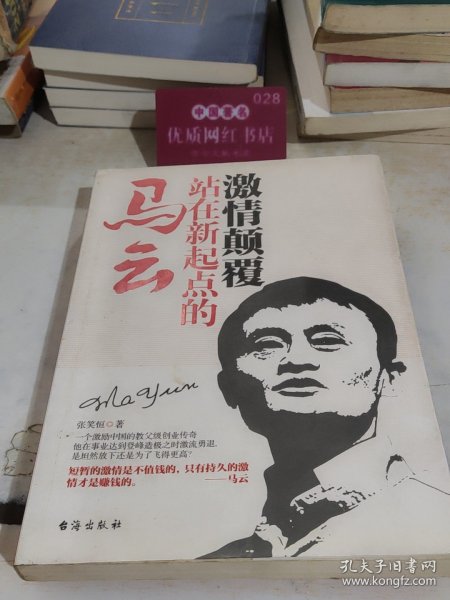 028
中国著名
优质网红书店
激情颠覆
站在新起点的
马云
Ma Yun
张笑恒◎著
一个激励中国的教父级创业传奇
他在事业达到登峰造极之时激流勇退,
是坦然放下还是为了飞得更高?
短暂的激情是不值钱的,只有持久的激
情才是赚钱的。 ——马云
台海出版社
孔夫子旧书网
www.kongfz.com